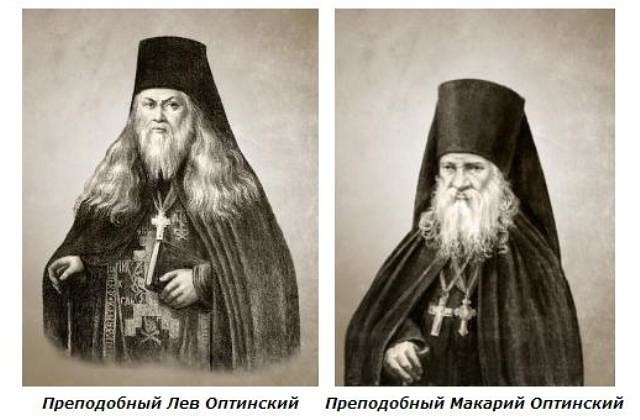 Преподобный Лев Оптинский
Преподобный Макарий Оптинский